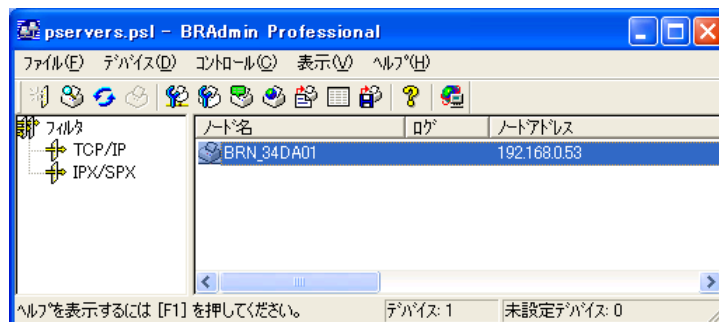 pservers.psl - BRAdmin Professional
ファイル(F) デバイス(D) コントロール(C) 表示(V) ヘルプ(H)
フィルタ
TCP/IP
IPX/SPX
ノード名 ログ ノードアドレス
BRN_34DA01 192.168.0.53
ヘルプを表示するには [F1] を押してください。 デバイス: 1 未設定デバイス: 0